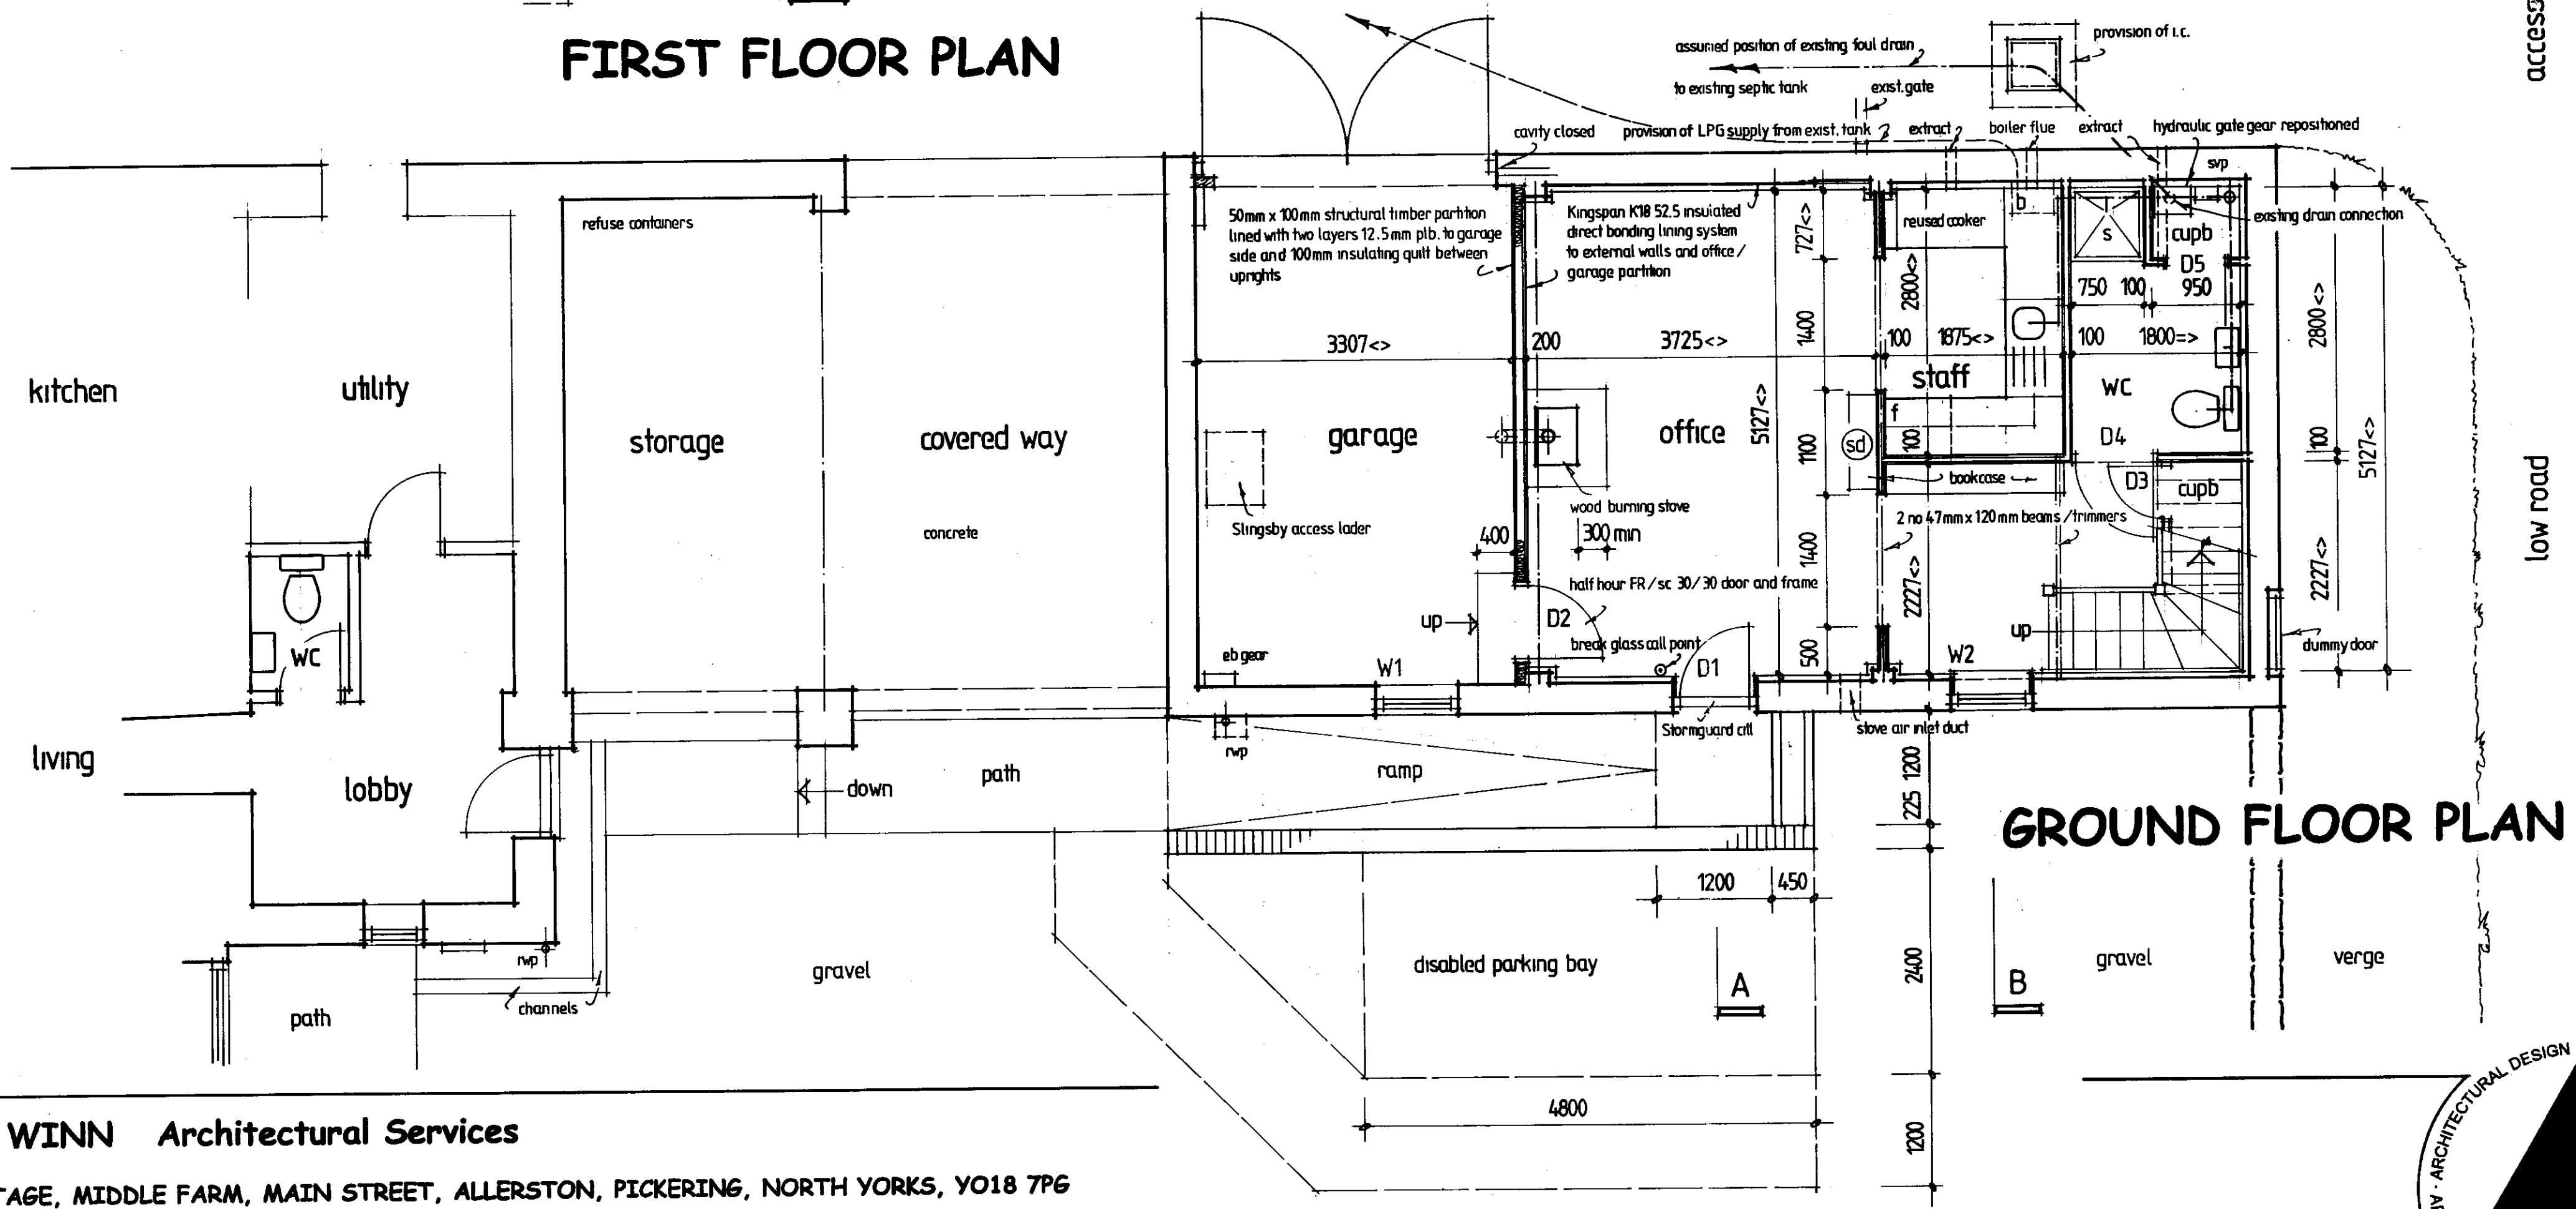 FIRST FLOOR PLAN
assumed position of existing foul drain
to existing septic tank
exist.gate
provision of i.c.
access
cavity closed
provision of LPG supply from exist. tank
extract
boiler flue
extract
hydraulic gate gear repositioned
svp
existing drain connection
refuse containers
50mm x 100mm structural timber partition
lined with two layers 12.5mm plb. to garage
side and 100mm insulating quilt between
uprights
Kingspan K18 52.5 insulated
direct bonding lining system
to external walls and office/
garage partition
727<>
reused cooker
b
s
cupb
D5
2800<>
750 100 950
2800<>
3307<>
200
3725<>
1400
100
1875<>
100
1800=>
kitchen
utility
storage
covered way
garage
office
5127<>
staff
f
WC
D4
100
5127<>
1100
sd
100
bookcase
D3
cupb
low road
concrete
Slingsby access lader
wood burning stove
400
300 min
1400
2 no 47mm x 120mm beams/trimmers
half hour FR/sc 30/30 door and frame
2227<>
2227<>
up
D2
break glass call point
up
WC
eb gear
W1
D1
500
W2
dummy door
living
lobby
down
path
rwp
ramp
Stormguard cill
stove air inlet duct
1200
225
GROUND FLOOR PLAN
1200
450
rwp
channels
path
gravel
disabled parking bay
A
2400
B
gravel
verge
4800
1200
WINN Architectural Services
TAGE, MIDDLE FARM, MAIN STREET, ALLERSTON, PICKERING, NORTH YORKS, YO18 7PG
ARCHITECTURAL DESIGN